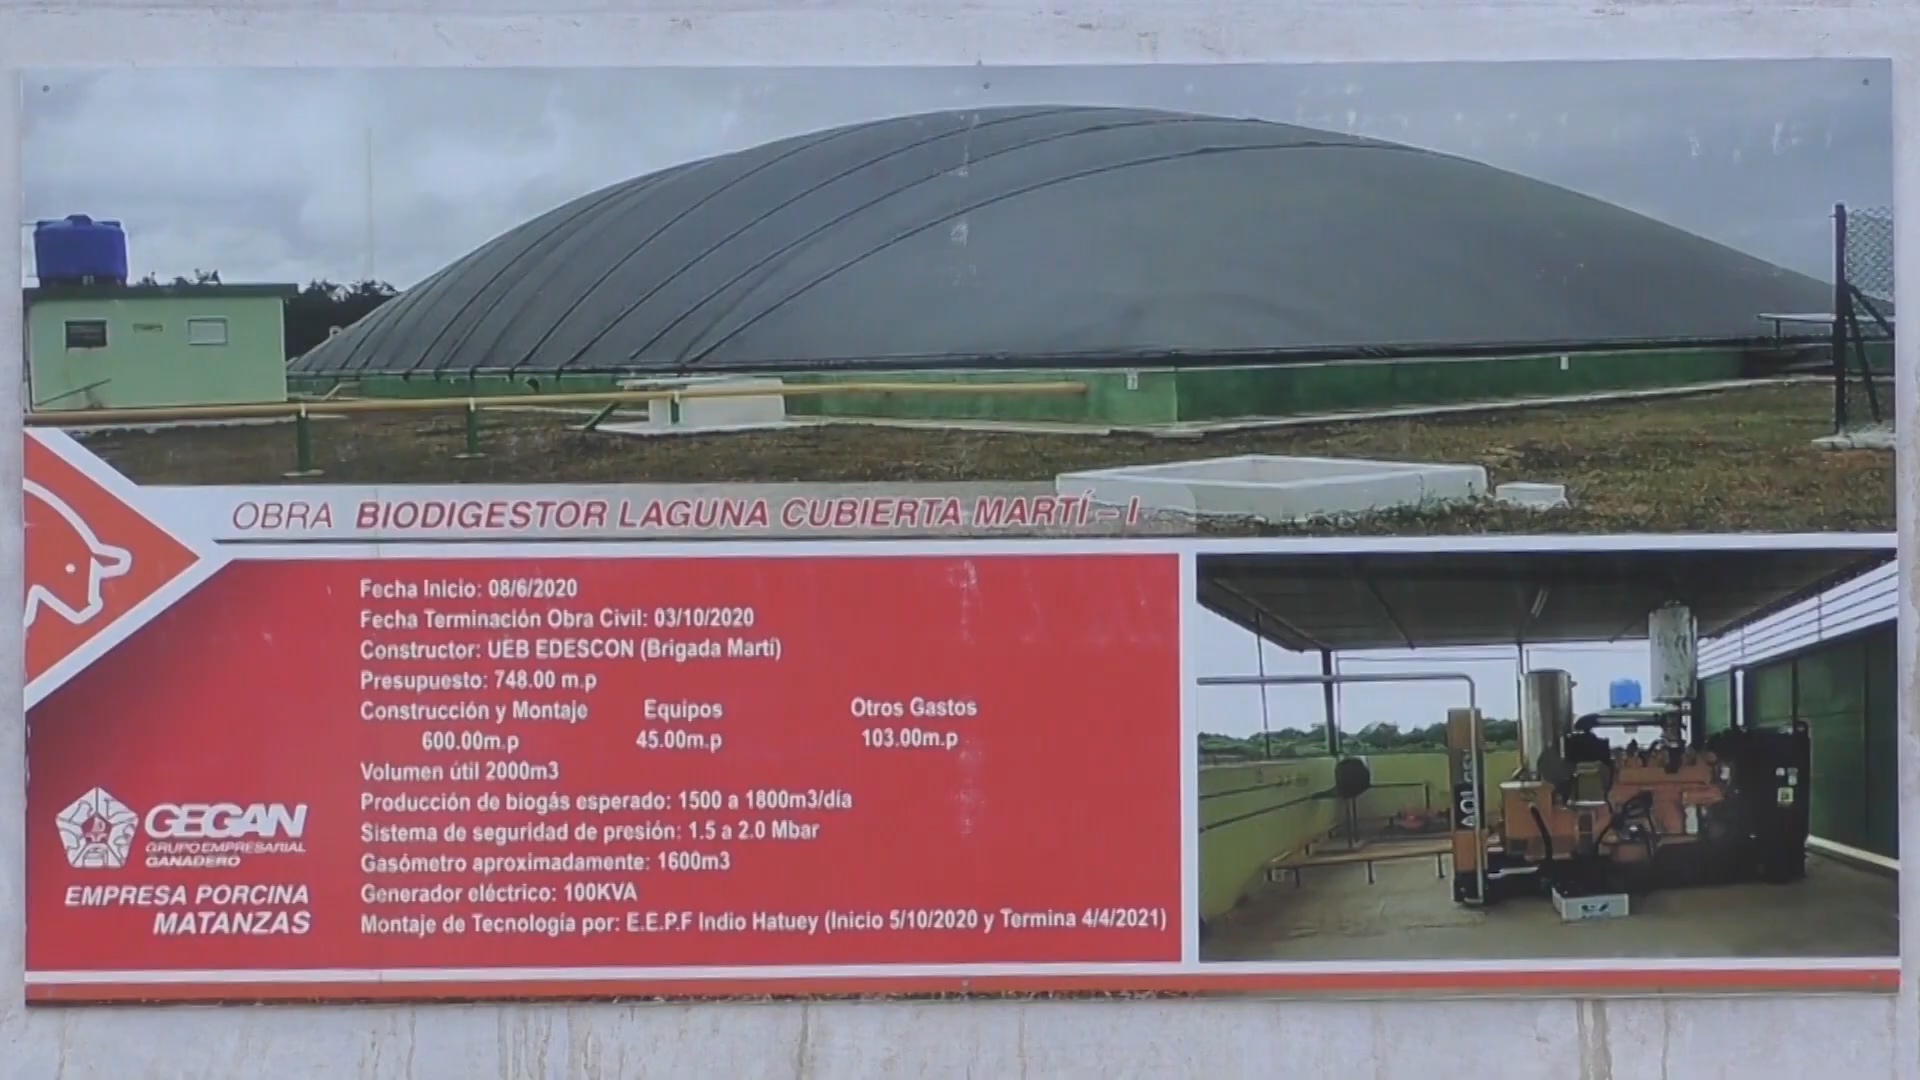 OBRA BIODIGESTOR LAGUNA CUBIERTA MARTÍ – I
Fecha Inicio: 08/6/2020
Fecha Terminación Obra Civil: 03/10/2020
Constructor: UEB EDESCON (Brigada Martí)
Presupuesto: 748.00 m.p
Construcción y Montaje Equipos Otros Gastos
600.00m.p 45.00m.p 103.00m.p
Volumen útil 2000m3
Producción de biogás esperado: 1500 a 1800m3/día
Sistema de seguridad de presión: 1.5 a 2.0 Mbar
Gasómetro aproximadamente: 1600m3
Generador eléctrico: 100KVA
Montaje de Tecnología por: E.E.P.F Indio Hatuey (Inicio 5/10/2020 y Termina 4/4/2021)
GEGAN
GRUPO EMPRESARIAL
GANADERO
EMPRESA PORCINA
MATANZAS